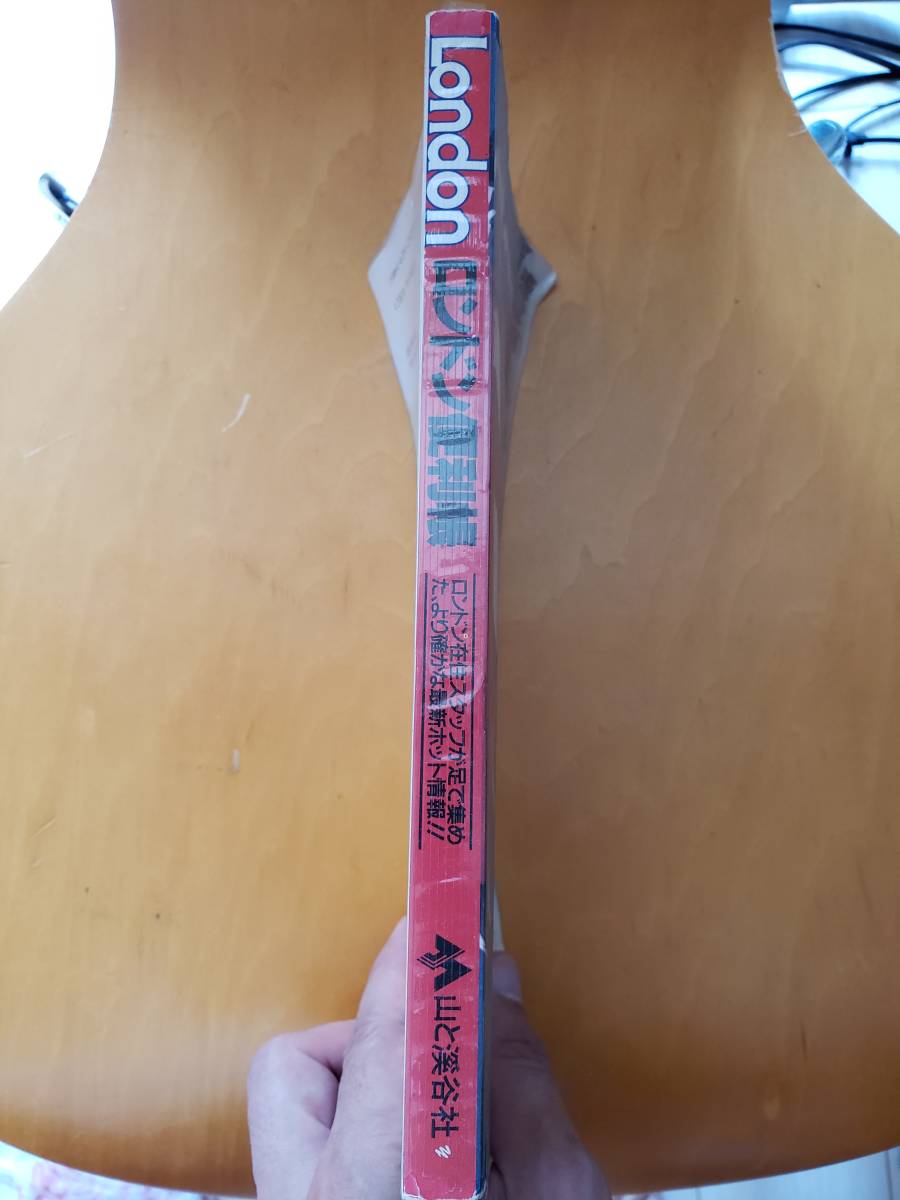 London
ロンドン便利帳
ロンドン在住スタッフが足で集め
た、より確かな最新ホット情報!!
山と溪谷社